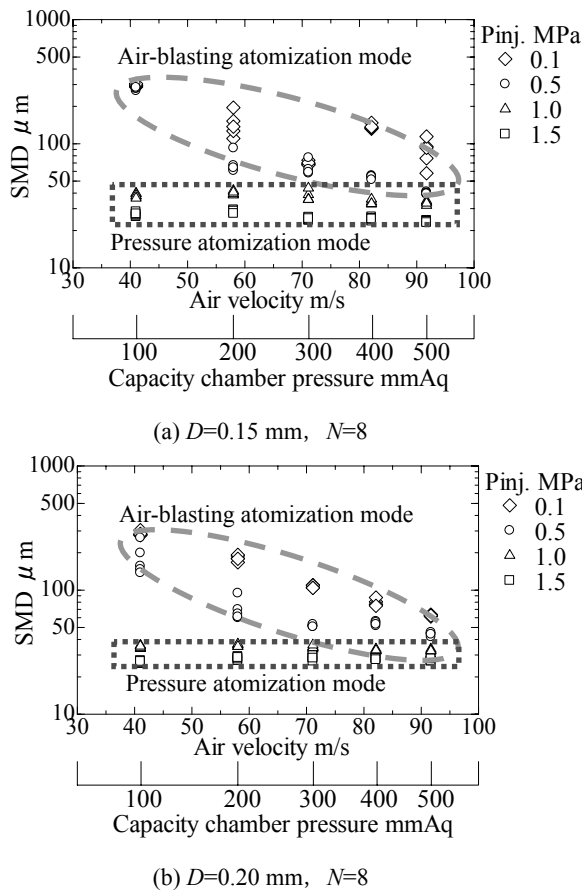 1000
Air-blasting atomization mode
Pinj. MPa
◇ 0.1
○ 0.5
△ 1.0
□ 1.5
SMD μ m
100
50
Pressure atomization mode
10
30 40 50 60 70 80 90 100
Air velocity m/s
100 200 300 400 500
Capacity chamber pressure mmAq
(a) D=0.15 mm, N=8
1000
Air-blasting atomization mode
Pinj. MPa
◇ 0.1
○ 0.5
△ 1.0
□ 1.5
SMD μ m
100
50
Pressure atomization mode
10
30 40 50 60 70 80 90 100
Air velocity m/s
100 200 300 400 500
Capacity chamber pressure mmAq
(b) D=0.20 mm, N=8